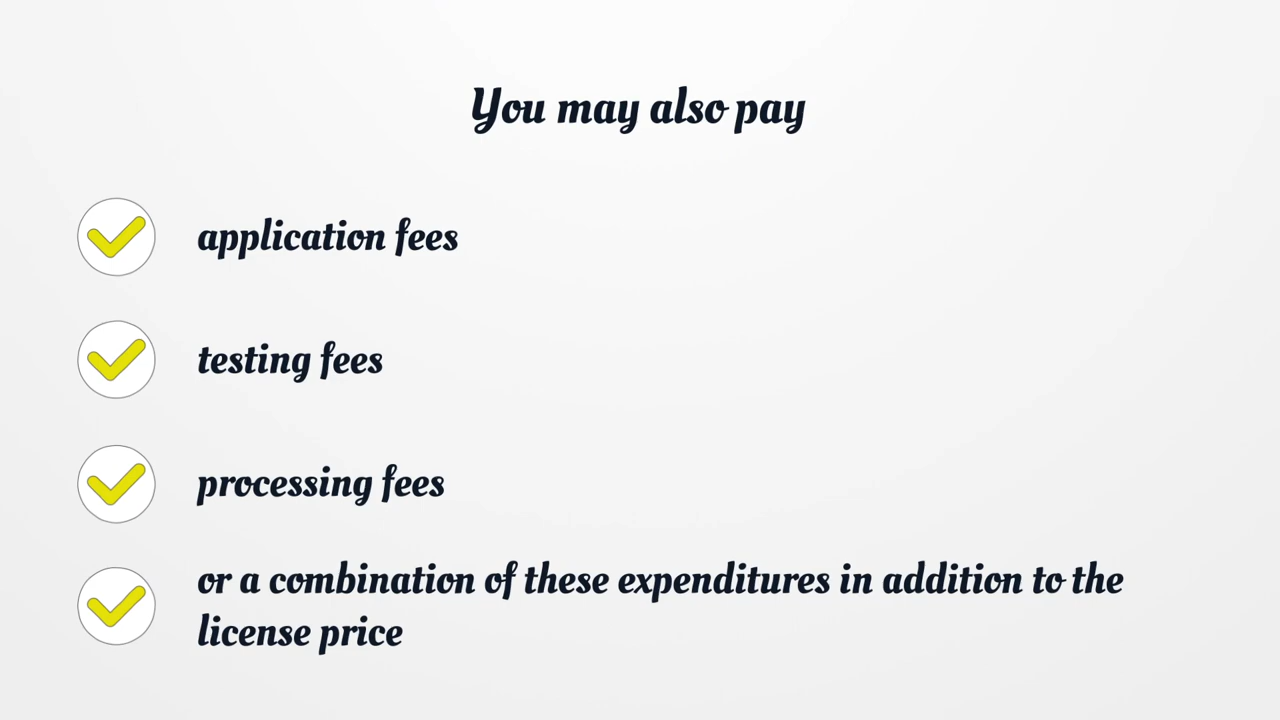 You may also pay
application fees
testing fees
processing fees
or a combination of these expenditures in addition to the
license price